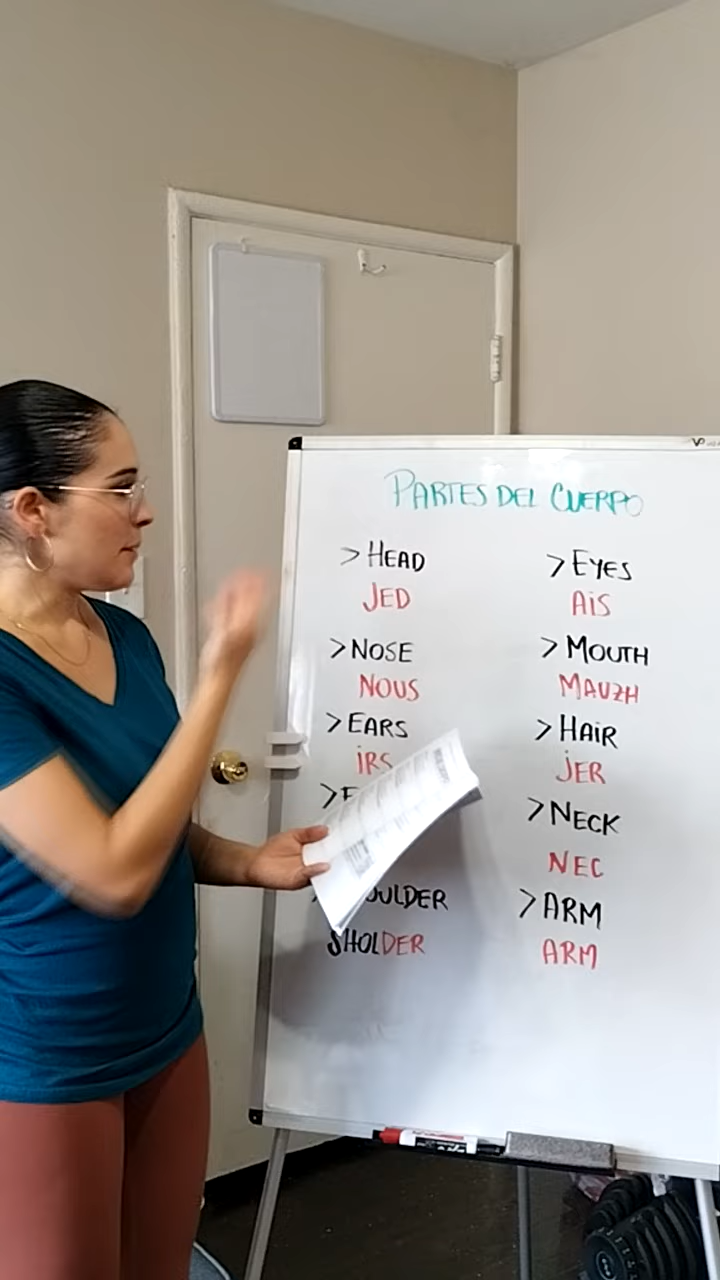 PARTES DEL CUERPO
> HEAD
JED
> NOSE
NOUS
> EARS
iRS
>
SHOLDER
> EYES
AiS
> MOUTH
MAUZH
> HAiR
JER
> NECK
NEC
> ARM
ARM